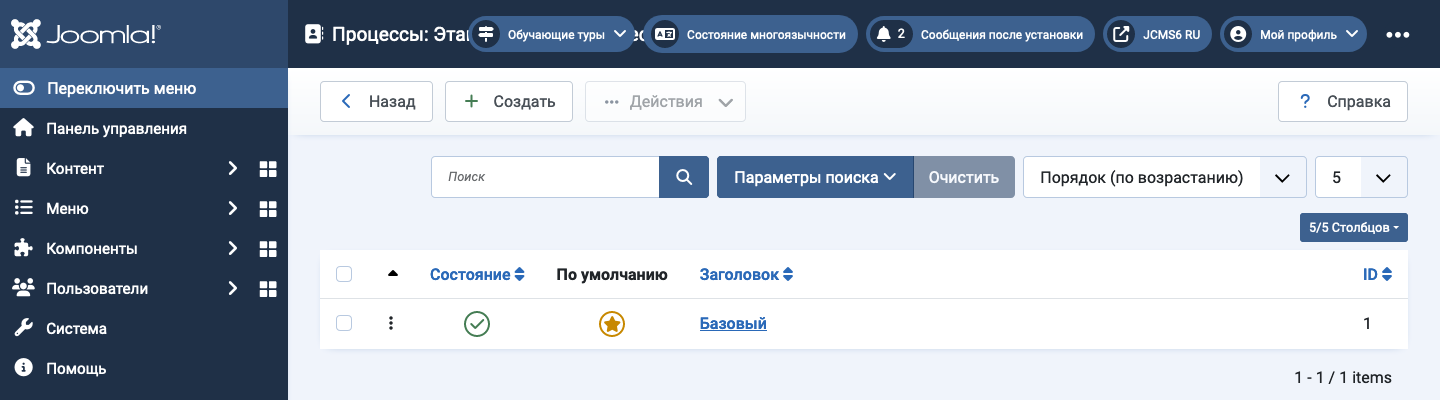 Joomla!®
Процессы: Эта
Обучающие туры
Состояние многоязычности
2 Сообщения после установки
JCMS6 RU
Мой профиль
Переключить меню
Панель управления
Контент
Меню
Компоненты
Пользователи
Система
Помощь
Назад
Создать
Действия
? Справка
Поиск
Параметры поиска
Очистить
Порядок (по возрастанию)
5
5/5 Столбцов
Состояние По умолчанию Заголовок ID
Базовый 1
1 - 1 / 1 items